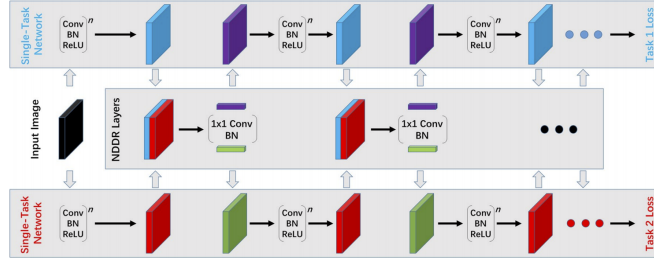 Single-Task
Network
Conv
BN
ReLU
n
Conv
BN
ReLU
n
Conv
BN
ReLU
n
Task 1 Loss
Input Image
NDDR Layers
1x1 Conv
BN
1x1 Conv
BN
Single-Task
Network
Conv
BN
ReLU
n
Conv
BN
ReLU
n
Conv
BN
ReLU
n
Task 2 Loss